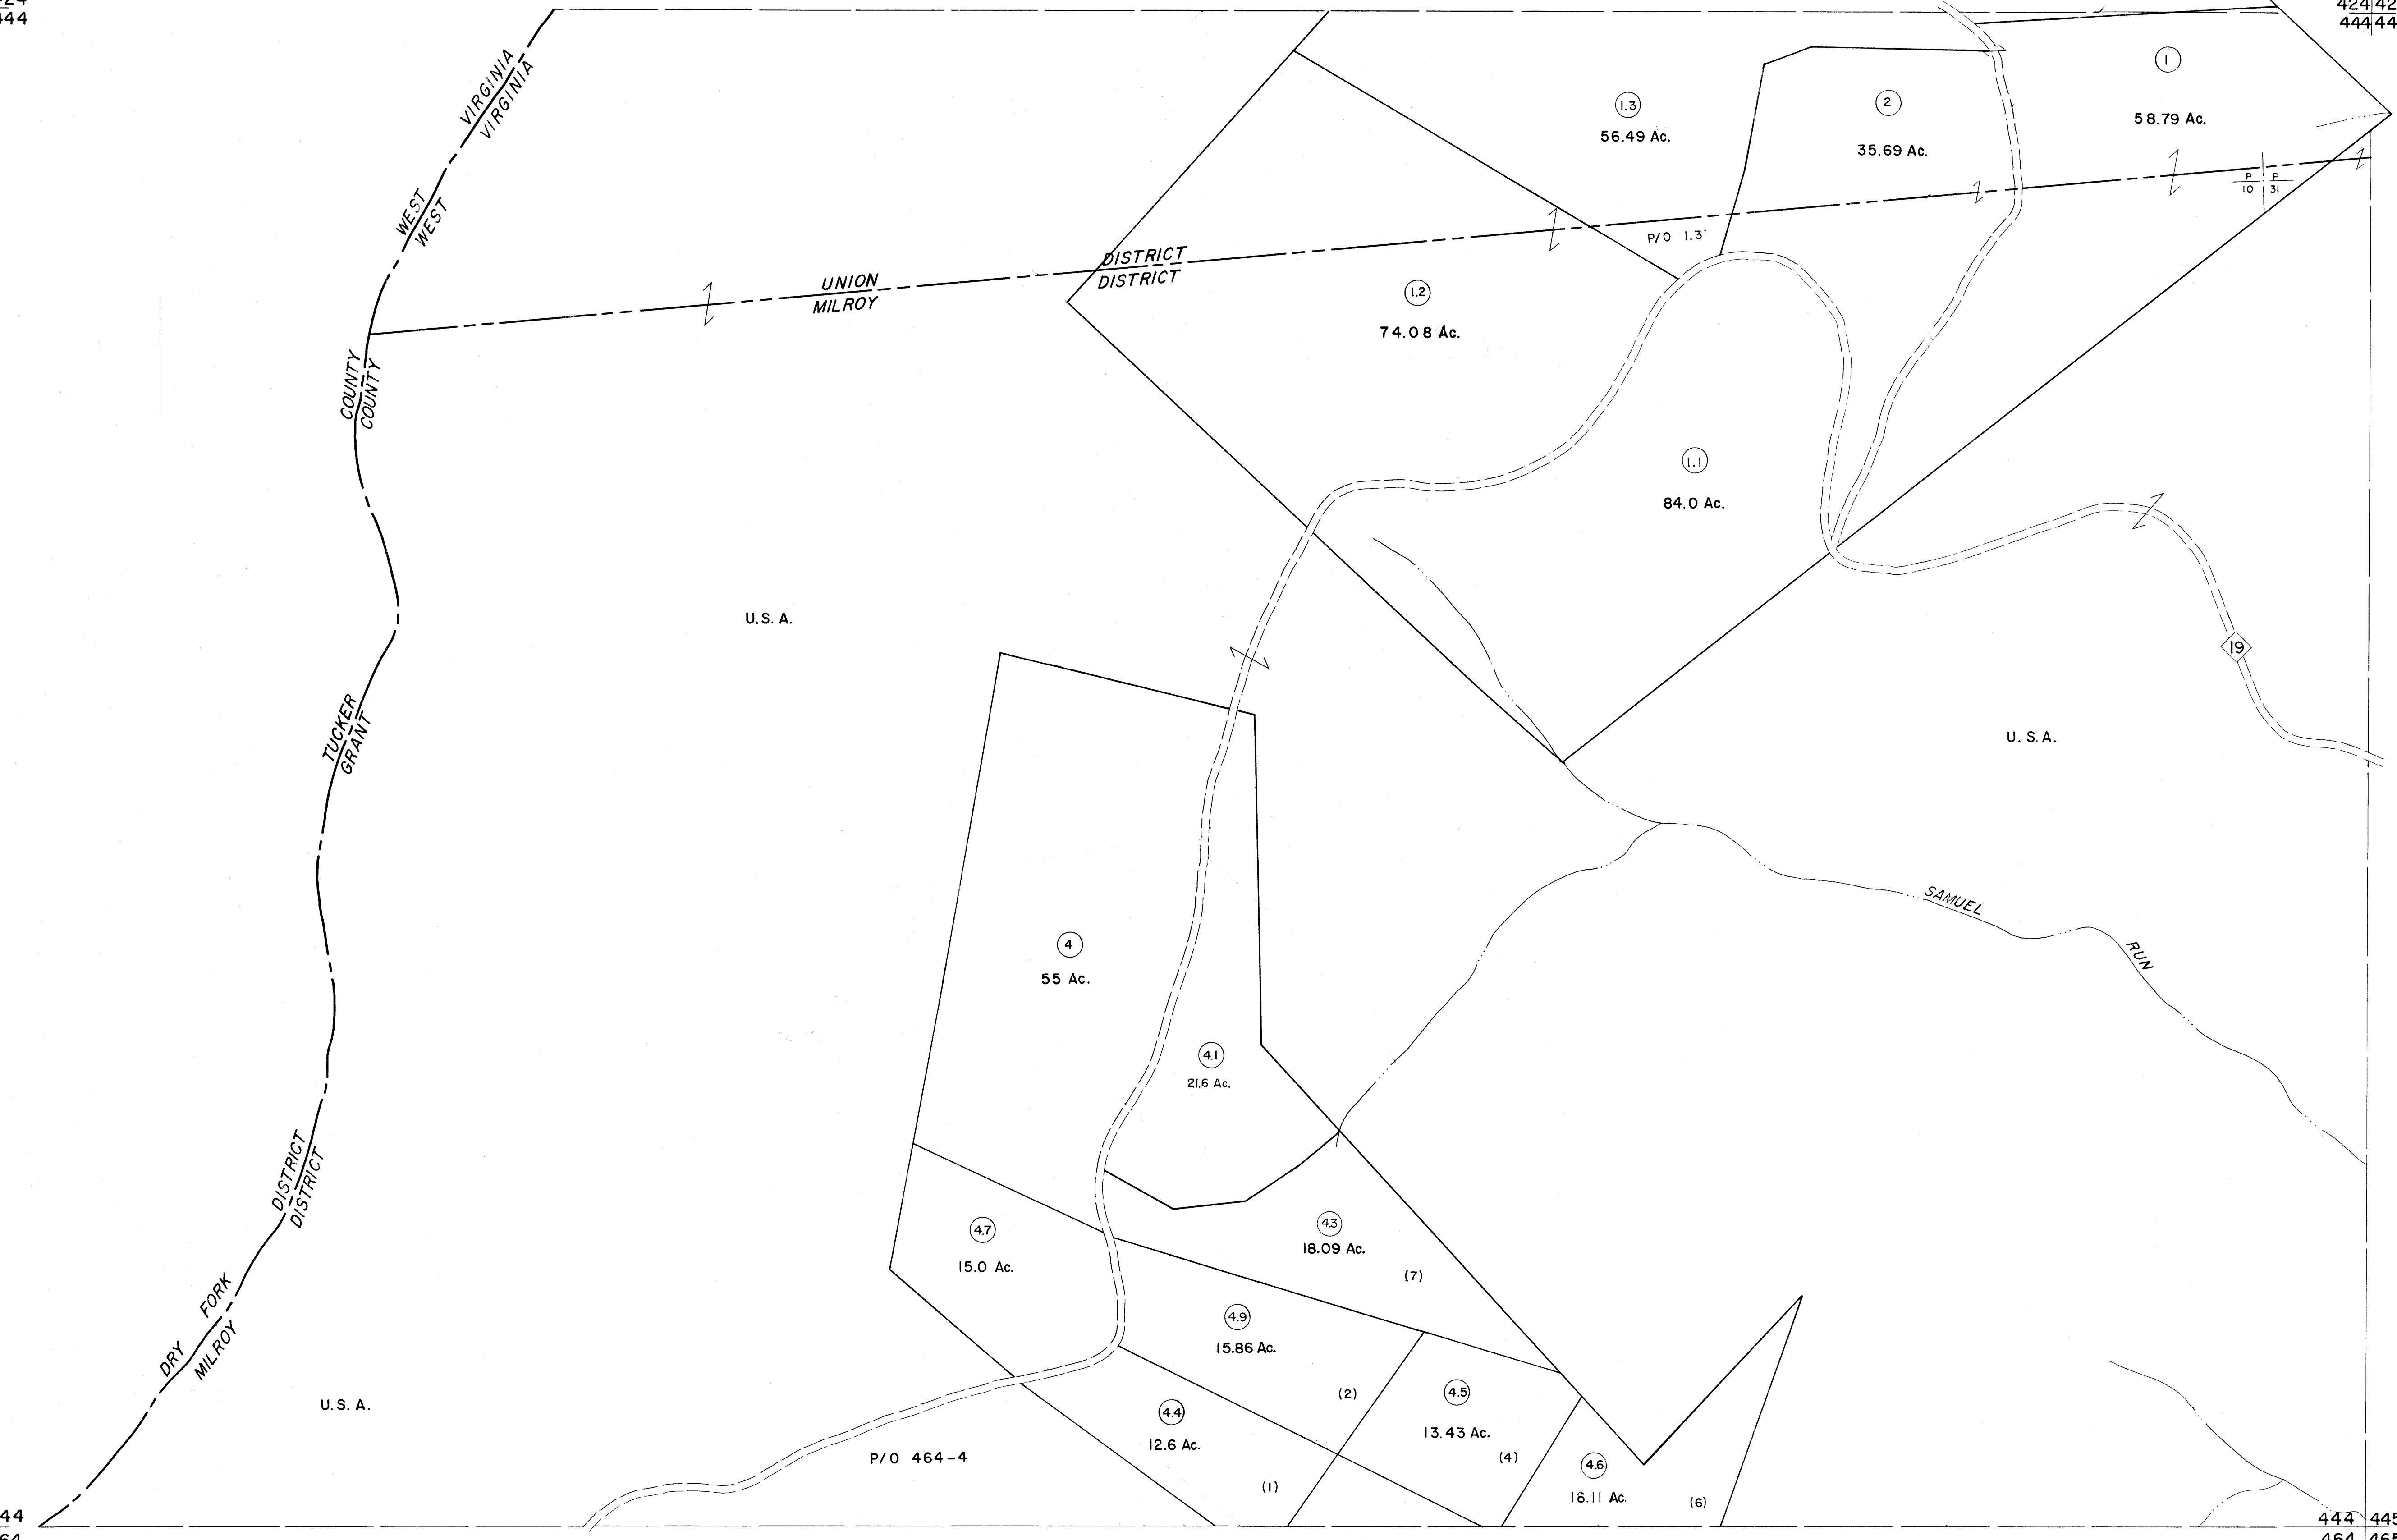 444
424
444
WEST VIRGINIA
WEST VIRGINIA
1
58.79 Ac.
1.3
56.49 Ac.
2
35.69 Ac.
P P
10 31
P/O 1.3
UNION DISTRICT
MILROY DISTRICT
1.2
74.08 Ac.
COUNTY
COUNTY
1.1
84.0 Ac.
U.S.A.
19
TUCKER
GRANT
U.S.A.
SAMUEL RUN
4
55 Ac.
4.1
21.6 Ac.
DISTRICT
DISTRICT
4.7
15.0 Ac.
4.3
18.09 Ac.
(7)
DRY FORK
MILROY
4.9
15.86 Ac.
(2)
4.5
13.43 Ac.
(4)
U.S.A.
4.4
12.6 Ac.
(1)
P/O 464-4
4.6
16.11 Ac.
(6)
444 445